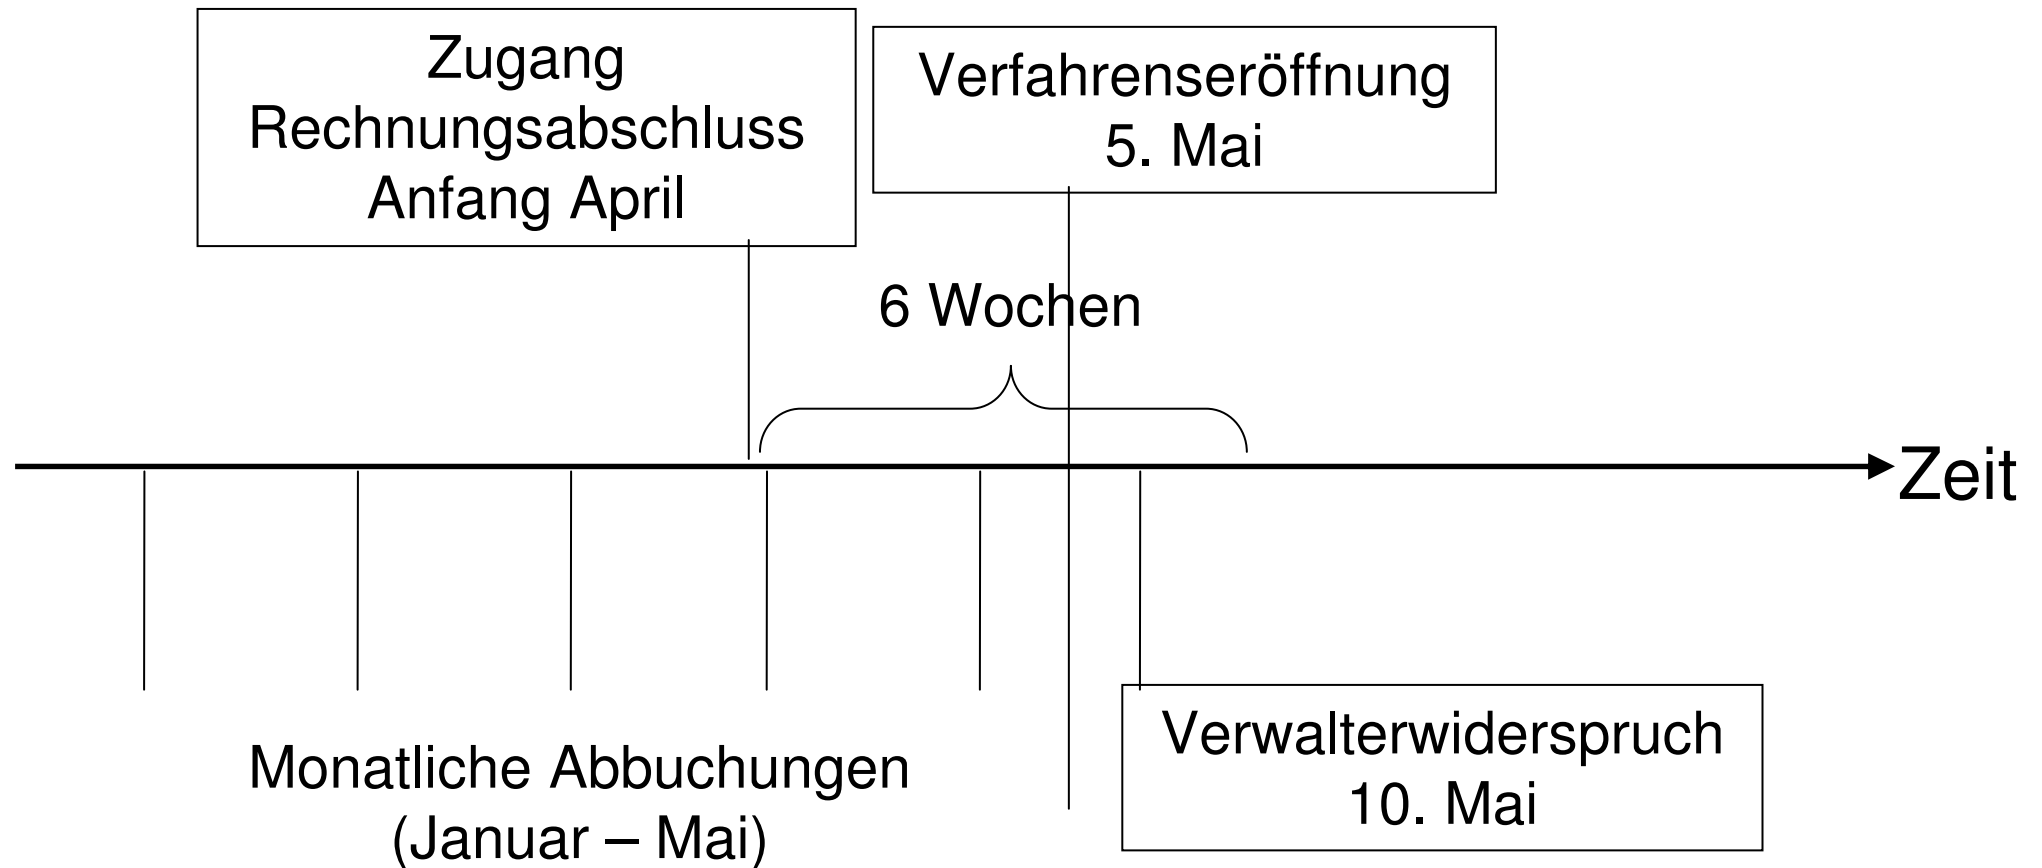 Zugang
Rechnungsabschluss
Anfang April
Verfahrenseröffnung
5. Mai
6 Wochen
Zeit
Monatliche Abbuchungen
(Januar – Mai)
Verwalterwiderspruch
10. Mai